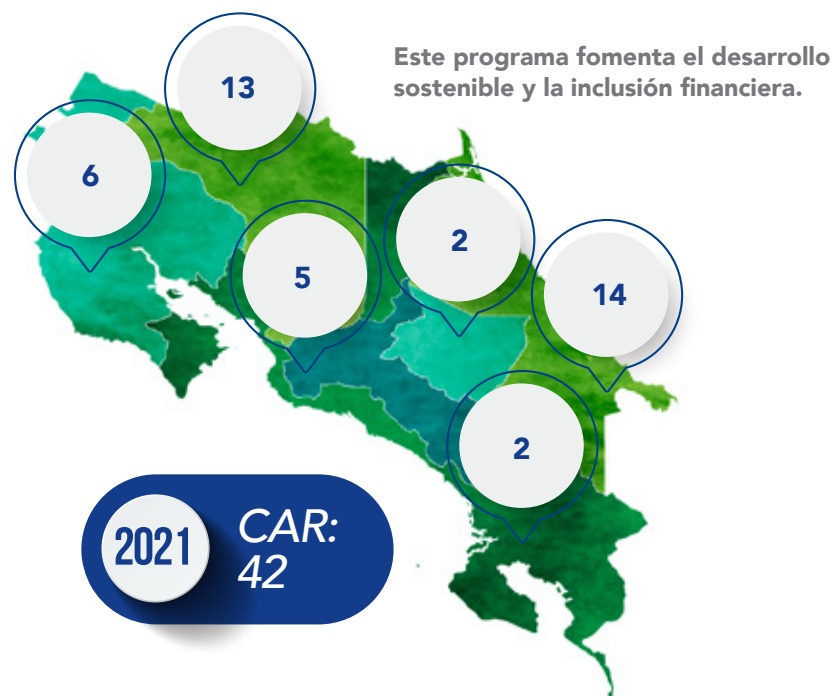 Este programa fomenta el desarrollo
sostenible y la inclusión financiera.
13
6
2
5
14
2
2021
CAR:
42